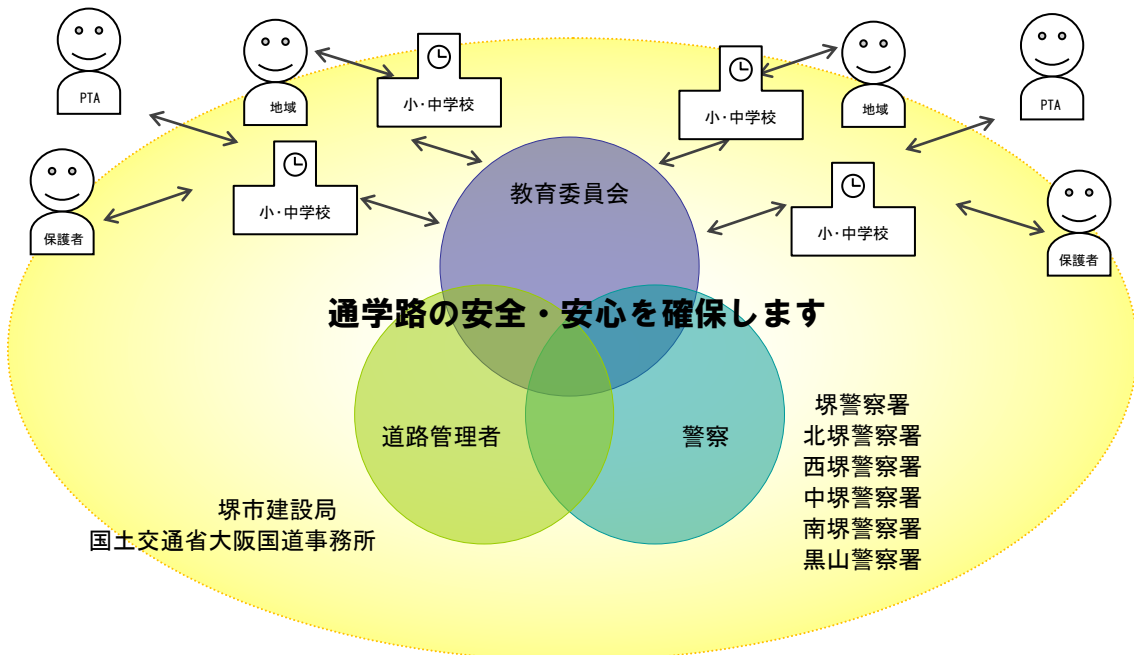 PTA
地域
小・中学校
小・中学校
地域
PTA
保護者
小・中学校
教育委員会
小・中学校
保護者
通学路の安全・安心を確保します
道路管理者
警察
堺警察署
北堺警察署
西堺警察署
中堺警察署
南堺警察署
黒山警察署
堺市建設局
国土交通省大阪国道事務所